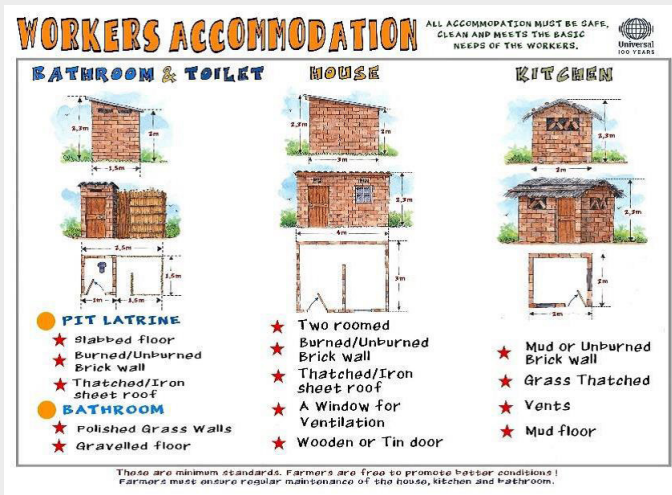 WORKERS ACCOMMODATION
ALL ACCOMMODATION MUST BE SAFE,
CLEAN AND MEETS THE BASIC
NEEDS OF THE WORKERS.
Universal
100 YEARS
BATHROOM & TOILET
2,3m
2m
1,5m
2,5m
1,5m
1m
1,5m
PIT LATRINE
Slabbed floor
Burned/Unburned
Brick wall
Thatched/Iron
sheet roof
BATHROOM
Polished Grass Walls
Gravelled floor
HOUSE
2,3m
2m
3m
2,3m
4m
3m
Two roomed
Burned/Unburned
Brick wall
Thatched/Iron
sheet roof
A Window for
Ventilation
Wooden or Tin door
KITCHEN
2,3m
2m
2,3m
2m
2m
Mud or Unburned
Brick wall
Grass Thatched
Vents
Mud floor
These are minimum standards. Farmers are free to promote better conditions !
Farmers must ensure regular maintenance of the house, kitchen and bathroom.